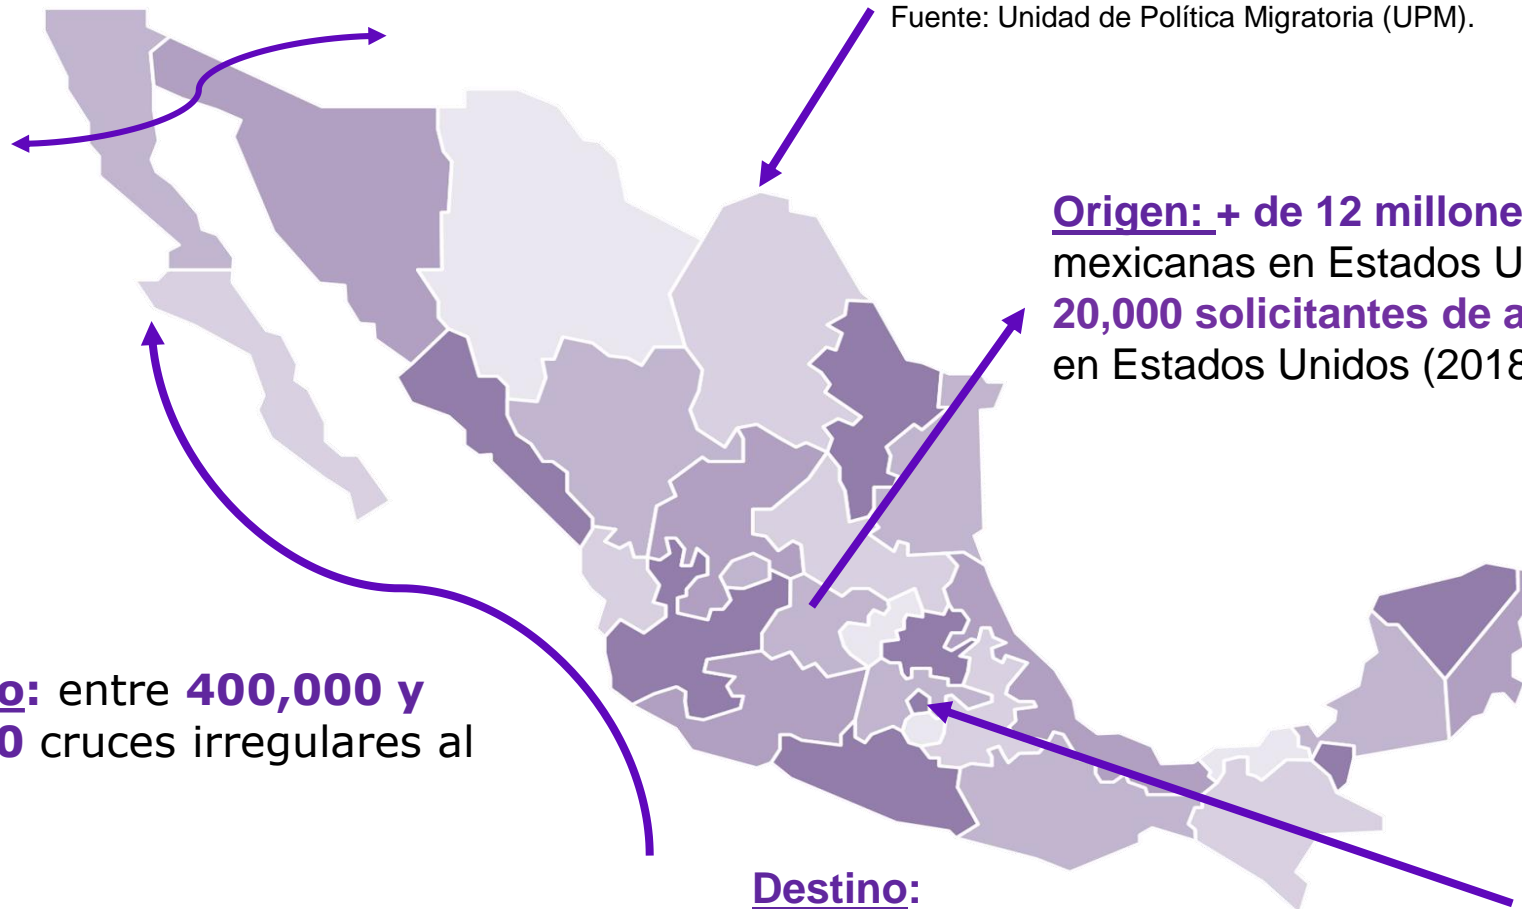 Fuente: Unidad de Política Migratoria (UPM).
Origen: + de 12 millone
mexicanas en Estados U
20,000 solicitantes de a
en Estados Unidos (2018
o: entre 400,000 y
0 cruces irregulares al
Destino: